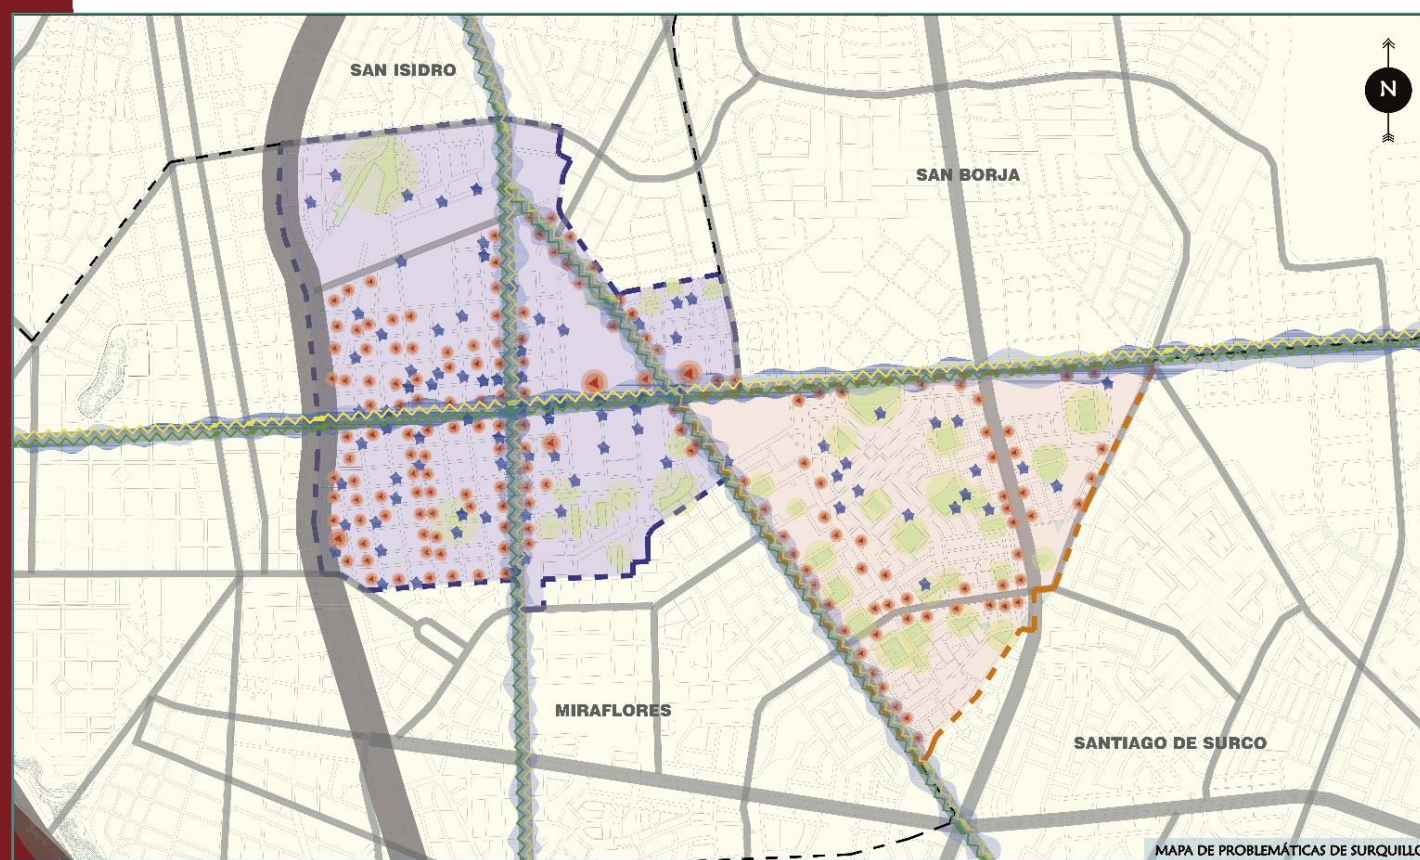 SAN ISIDRO
N
SAN BORJA
MIRAFLORES
SANTIAGO DE SURCO
MAPA DE PROBLEMÁTICAS DE SURQUILLO